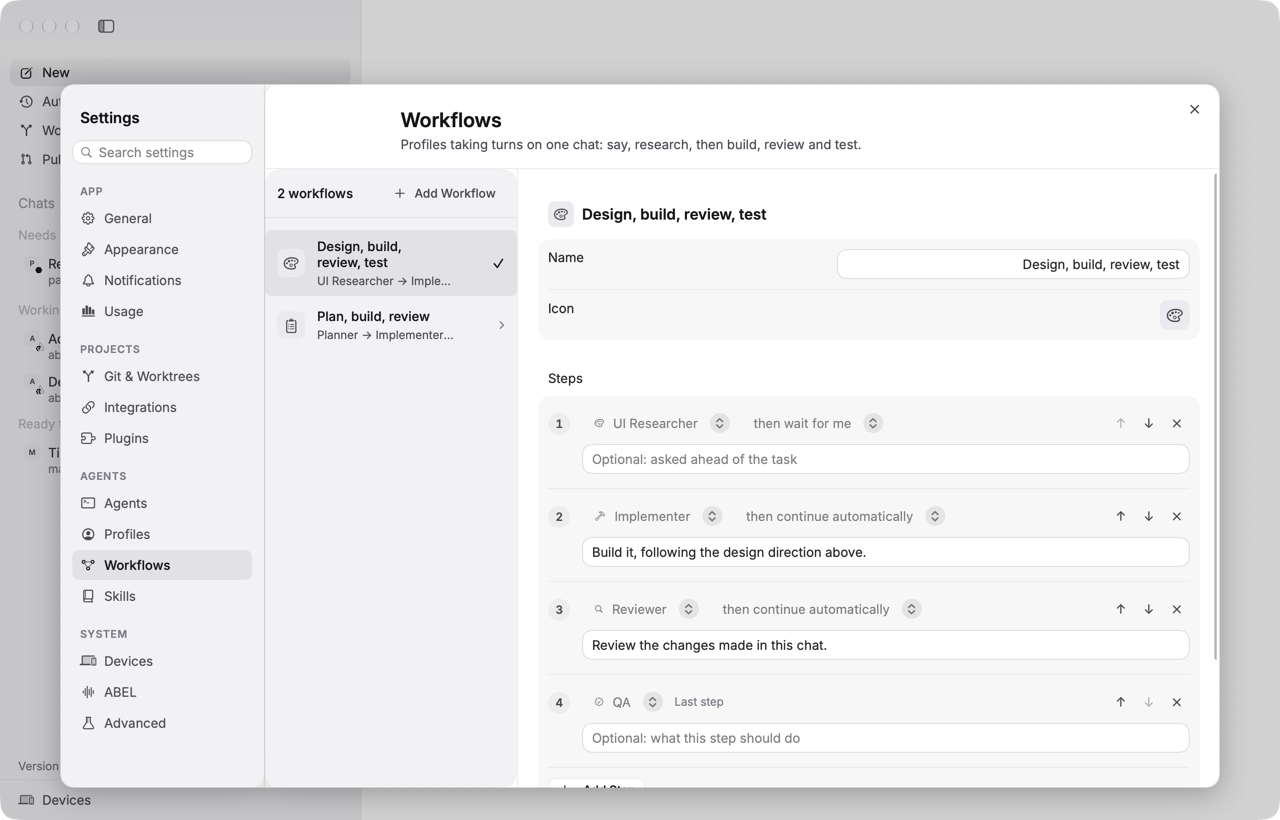 New
Settings
Search settings
APP
General
Appearance
Notifications
Usage
PROJECTS
Git & Worktrees
Integrations
Plugins
AGENTS
Agents
Profiles
Workflows
Skills
SYSTEM
Devices
ABEL
Advanced
Chats
Needs
Ready
Version
Devices
Workflows
Profiles taking turns on one chat: say, research, then build, review and test.
2 workflows
Add Workflow
Design, build,
review, test
UI Researcher → Imple...
Plan, build, review
Planner → Implementer...
Design, build, review, test
Name
Design, build, review, test
Icon
Steps
1 UI Researcher then wait for me
Optional: asked ahead of the task
2 Implementer then continue automatically
Build it, following the design direction above.
3 Reviewer then continue automatically
Review the changes made in this chat.
4 QA Last step
Optional: what this step should do